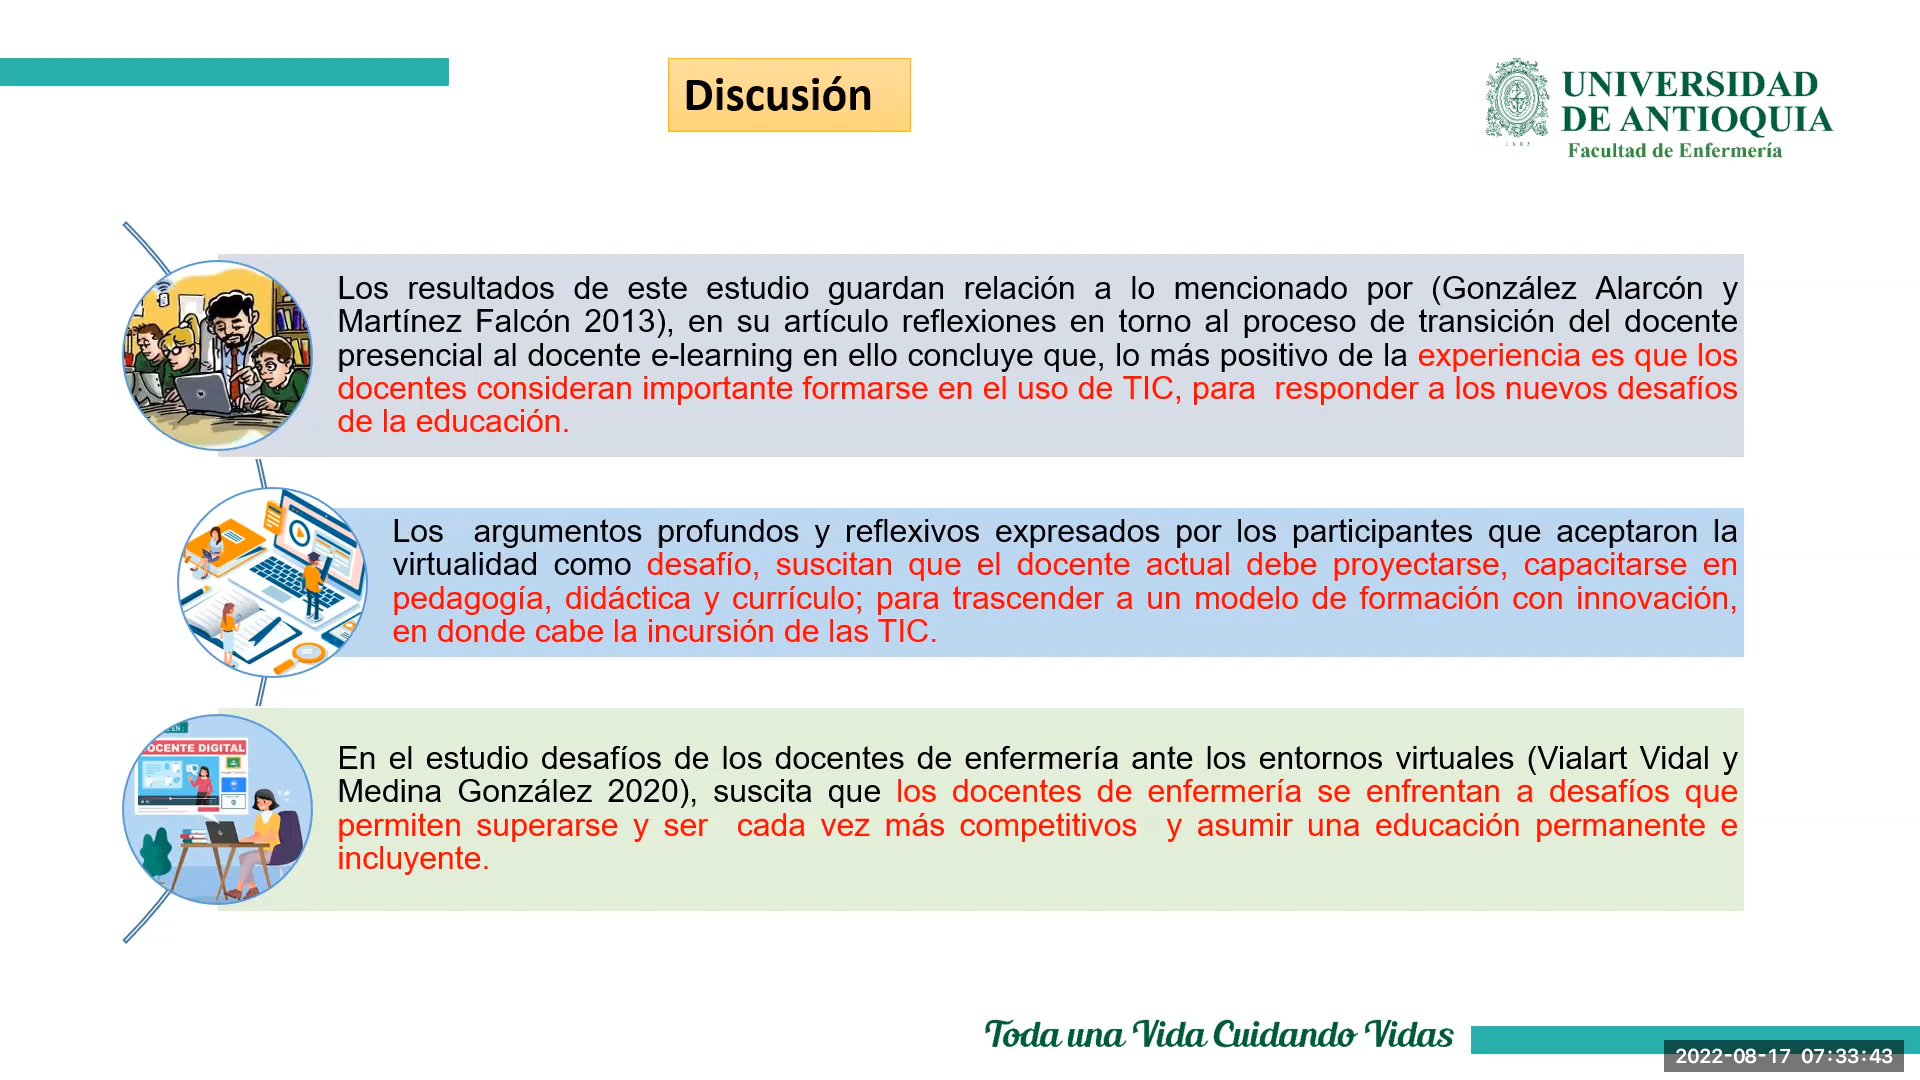 Discusión
UNIVERSIDAD
DE ANTIOQUIA
Facultad de Enfermería
1803
Los resultados de este estudio guardan relación a lo mencionado por (González Alarcón y
Martínez Falcón 2013), en su artículo reflexiones en torno al proceso de transición del docente
presencial al docente e-learning en ello concluye que, lo más positivo de la experiencia es que los
docentes consideran importante formarse en el uso de TIC, para responder a los nuevos desafíos
de la educación.
Los argumentos profundos y reflexivos expresados por los participantes que aceptaron la
virtualidad como desafío, suscitan que el docente actual debe proyectarse, capacitarse en
pedagogía, didáctica y currículo; para trascender a un modelo de formación con innovación,
en donde cabe la incursión de las TIC.
OCENTE DIGITAL
En el estudio desafíos de los docentes de enfermería ante los entornos virtuales (Vialart Vidal y
Medina González 2020), suscita que los docentes de enfermería se enfrentan a desafíos que
permiten superarse y ser cada vez más competitivos y asumir una educación permanente e
incluyente.
Toda una Vida Cuidando Vidas
2022-08-17 07:33:43